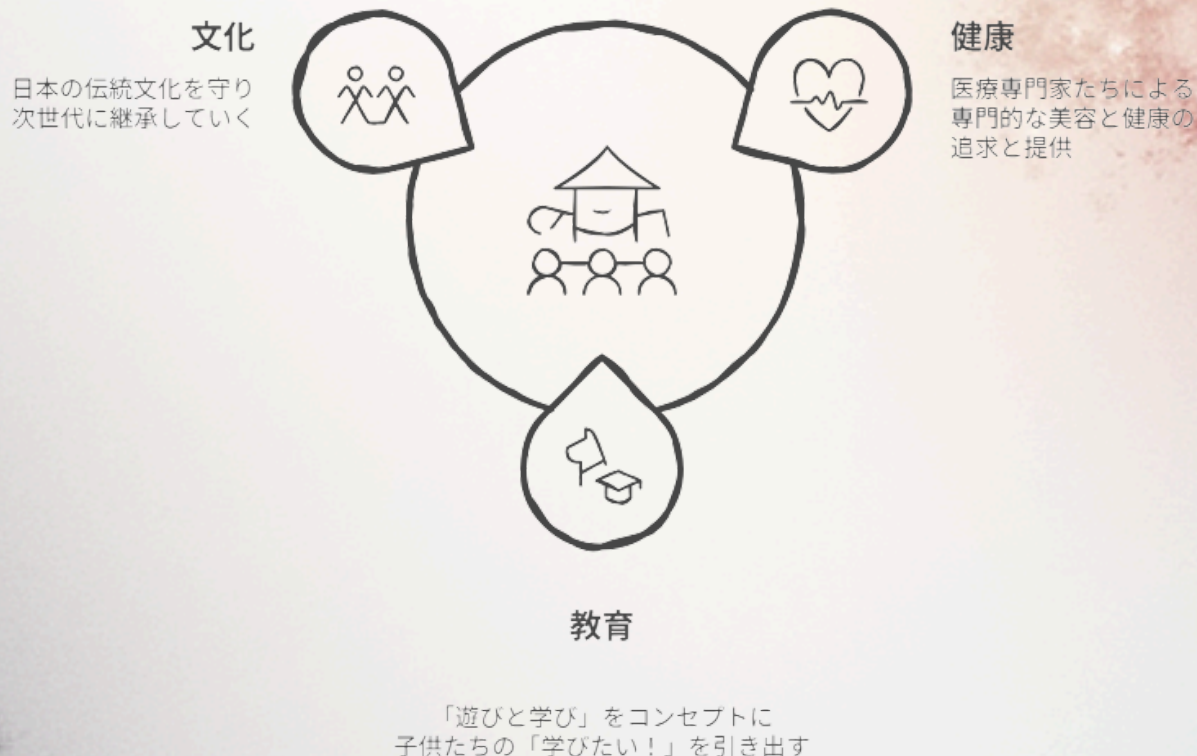 文化
日本の伝統文化を守り
次世代に継承していく
健康
医療専門家たちによる
専門的な美容と健康の
追求と提供
教育
「遊びと学び」をコンセプトに
子供たちの「学びたい！」を引き出す